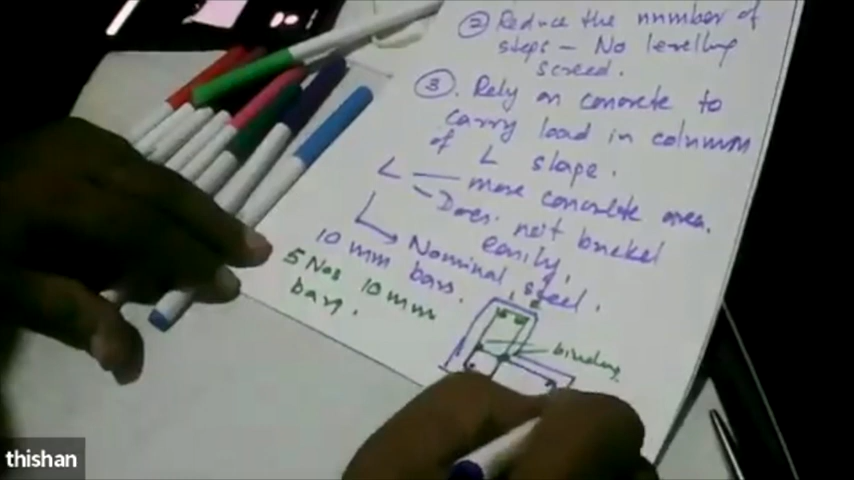 ② Reduce the number of
steps – No levelling
screed.
③. Rely on concrete to
carry load in column
of L shape.
L — more concrete area.
– Does not buckel
easily,
Nominal steel.
10 mm bars.
5 Nos 10 mm
bars.
binding
thishan